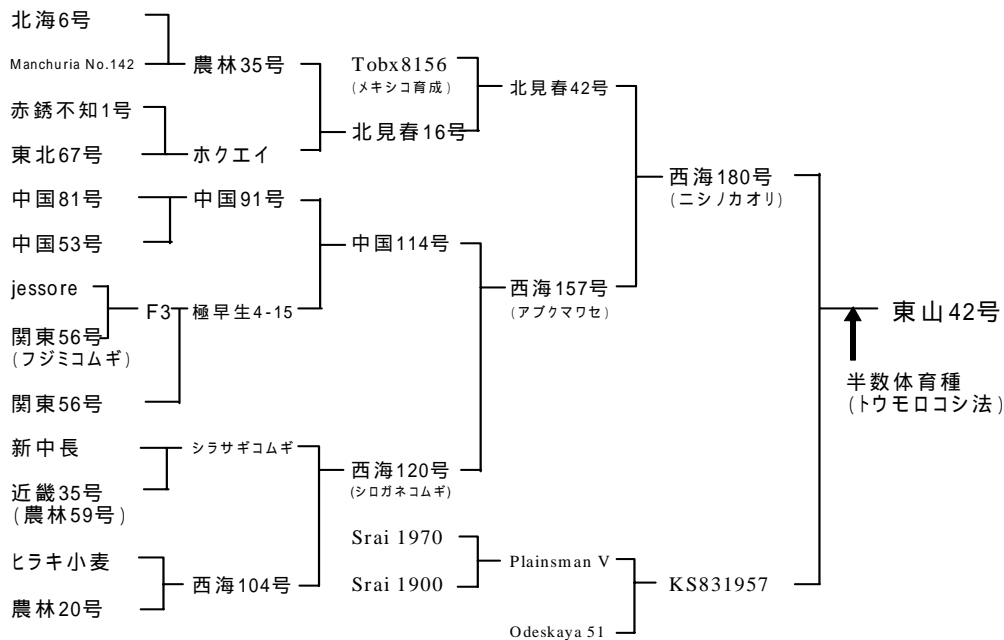 北海6号
Manchuria No.142
農林35号
赤銹不知1号
東北67号
ホクエイ
Tobx8156
(メキシコ育成)
北見春42号
北見春16号
中国81号
中国91号
中国53号
中国114号
jessore
F3
極早生4-15
関東56号
(フジミコムギ)
関東56号
西海157号
(アブクマワセ)
西海180号
(ニシノカオリ)
東山42号
半数体育種
(トウモロコシ法)
新中長
シラサギコムギ
近畿35号
(農林59号)
西海120号
(シロガネコムギ)
ヒラキ小麦
西海104号
農林20号
Srai 1970
Plainsman V
Srai 1900
KS831957
Odeskaya 51